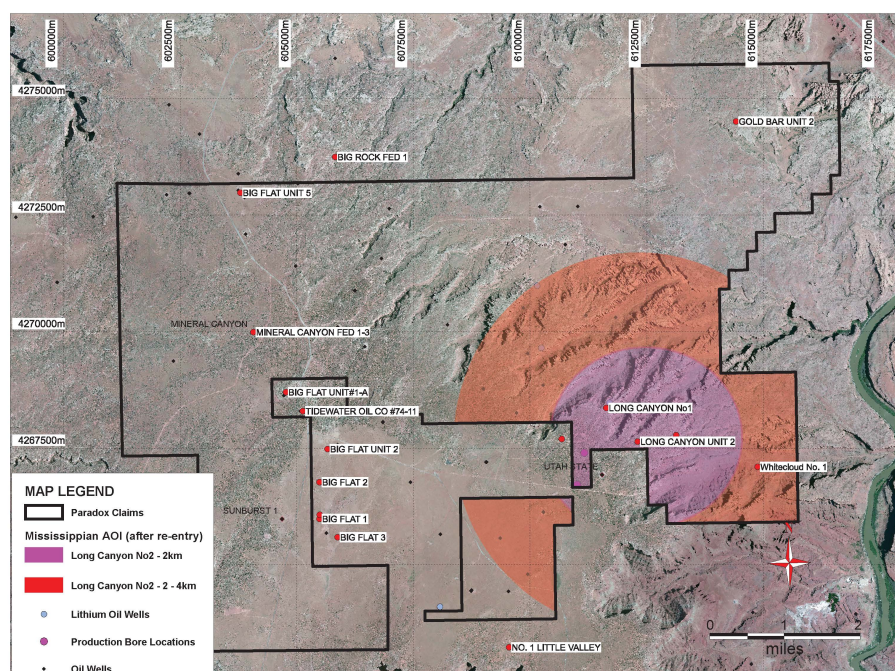 600000m
602500m
605000m
607500m
610000m
612500m
615000m
617500m
4275000m
GOLD BAR UNIT 2
BIG ROCK FED 1
BIG FLAT UNIT 5
4272500m
4270000m
MINERAL CANYON
MINERAL CANYON FED 1-3
BIG FLAT UNIT#1-A
TIDEWATER OIL CO #74-11
LONG CANYON No1
4267500m
LONG CANYON UNIT 2
BIG FLAT UNIT 2
UTAH STATE
Whitecloud No. 1
BIG FLAT 2
SUNBURST 1
BIG FLAT 1
BIG FLAT 3
NO. 1 LITTLE VALLEY
MAP LEGEND
Paradox Claims
Mississippian AOI (after re-entry)
Long Canyon No2 - 2km
Long Canyon No2 - 2 - 4km
Lithium Oil Wells
Production Bore Locations
Oil Wells
0 1 2
miles